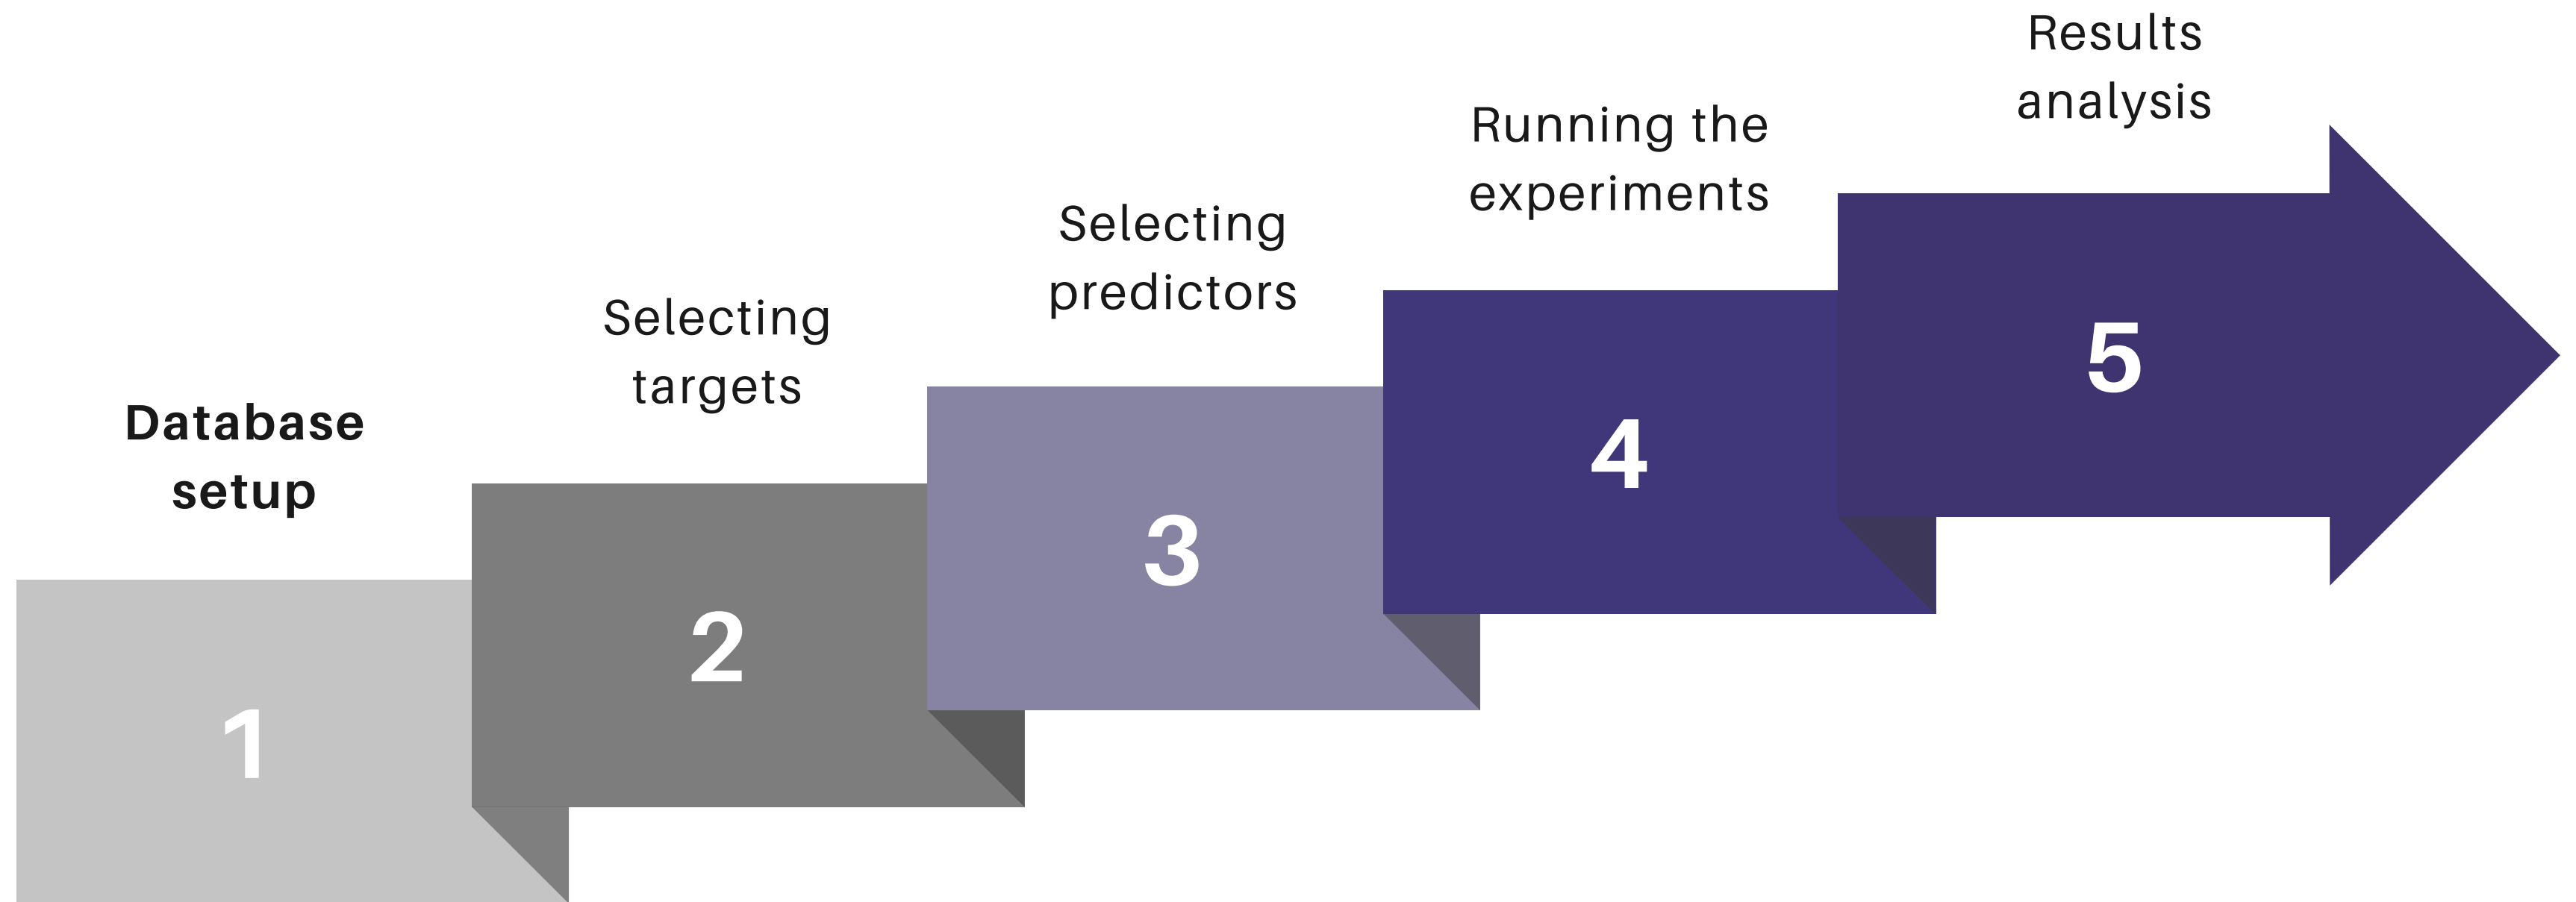 Database
setup
1
Selecting
targets
2
Selecting
predictors
3
Running the
experiments
4
Results
analysis
5